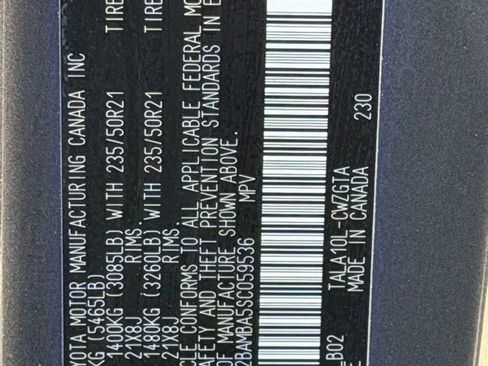 YOTA MOTOR MANUFACTURING CANADA INC
KG (5465LB)
1400KG (3085LB) WITH 235/50R21 TIRE
21X8J RIMS.
1480KG (3260LB) WITH 235/50R21 TIRE
21X8J RIMS.
CLE CONFORMS TO ALL APPLICABLE FEDERAL MO
AFETY AND THEFT PREVENTION STANDARDS IN E
OF MANUFACTURE SHOWN ABOVE.
2BAMBA5SC059536 MPV
B02 TALA10L-CWZGTA 230
MADE IN CANADA